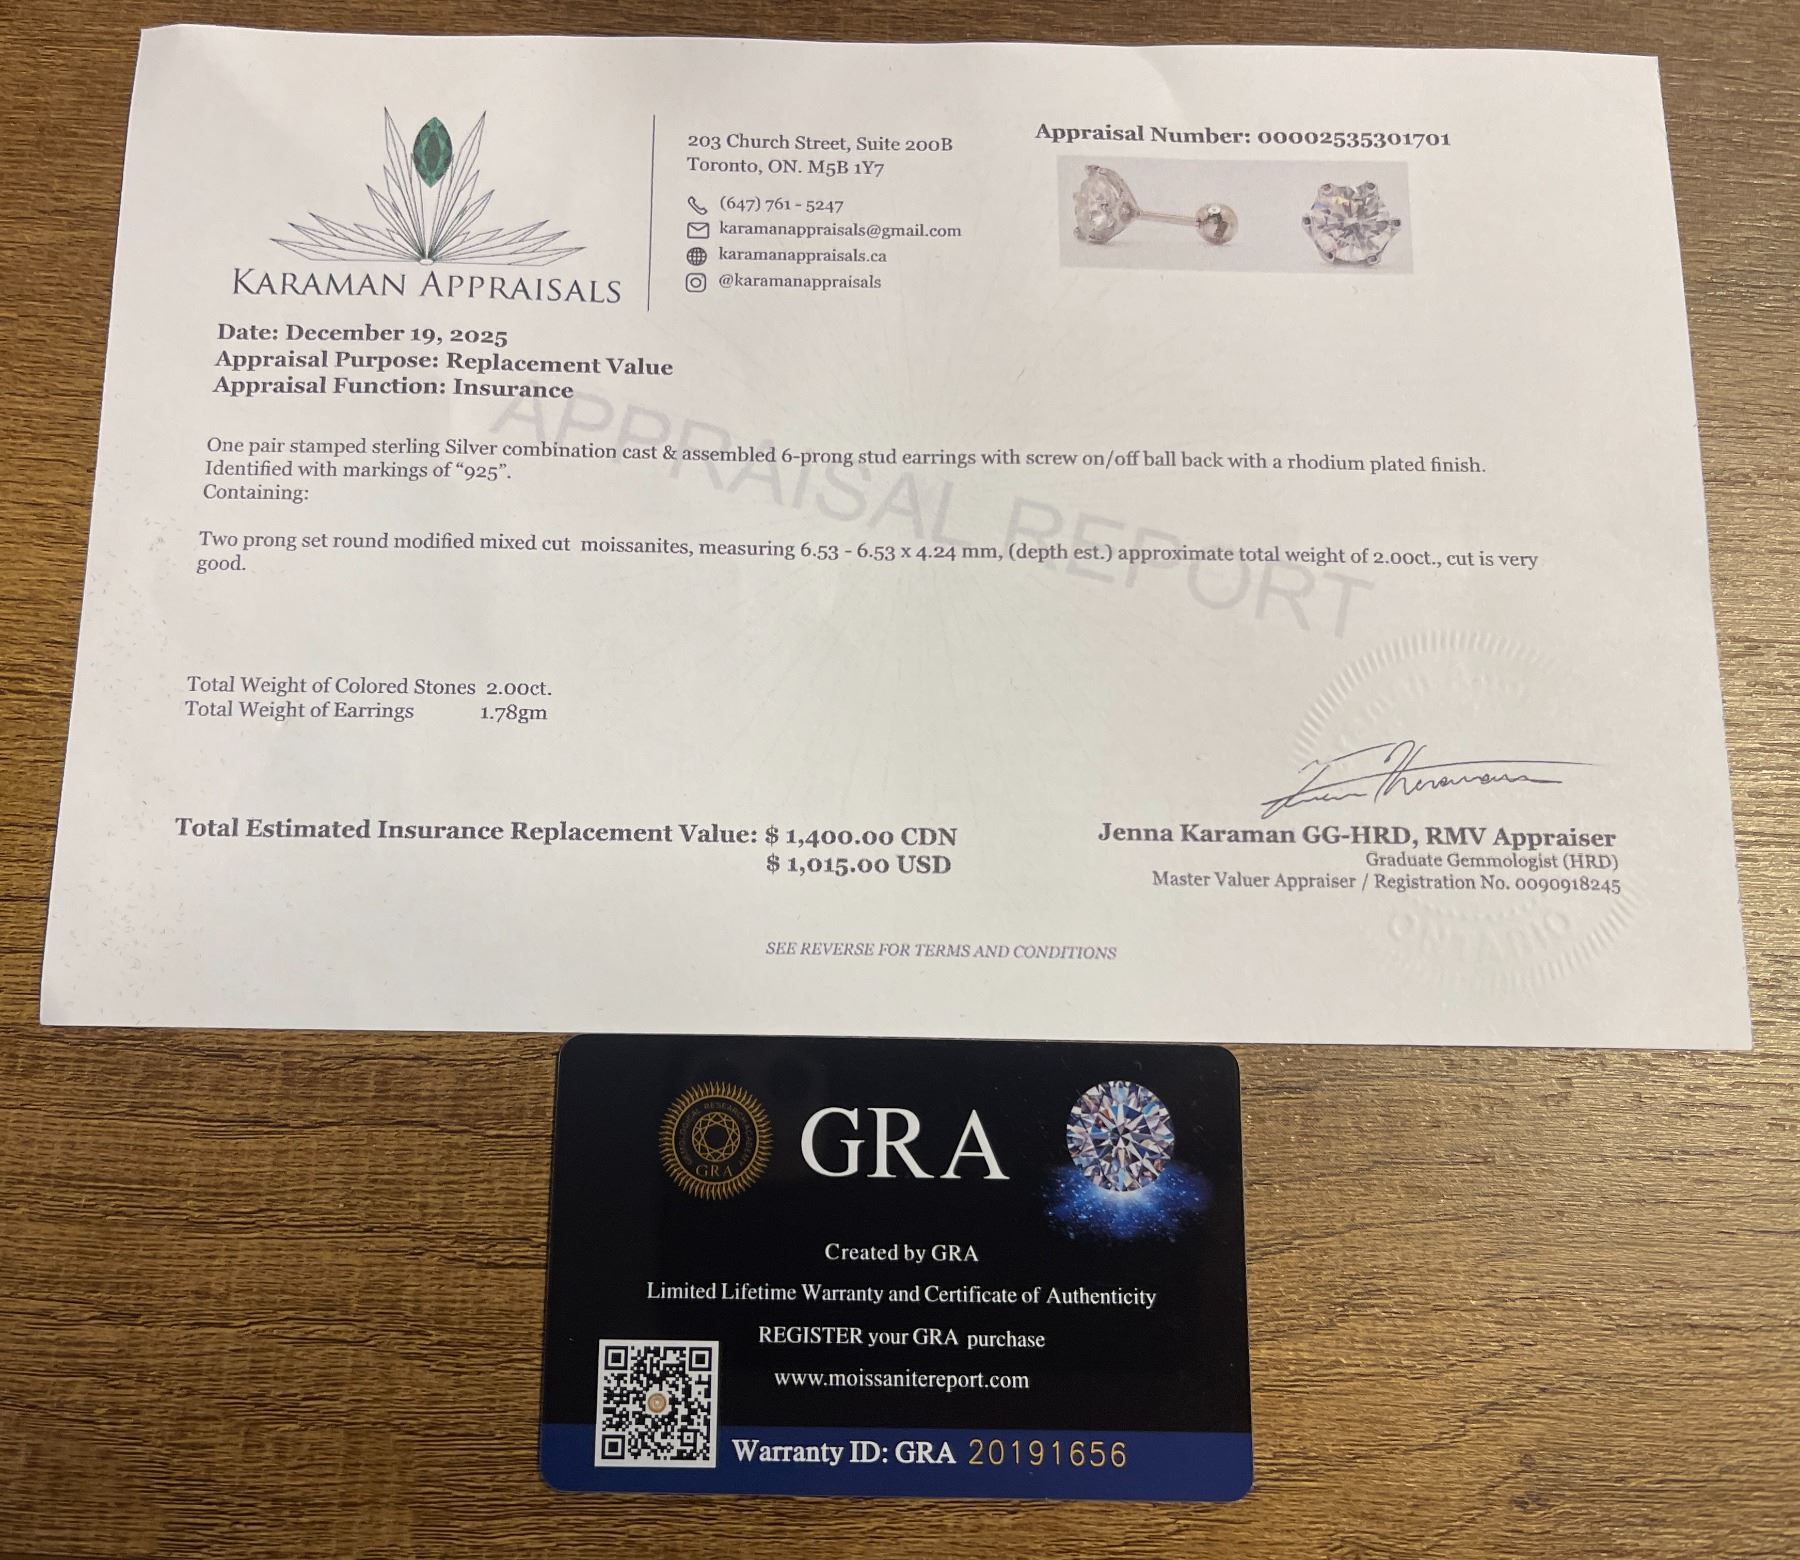 KARAMAN APPRAISALS
203 Church Street, Suite 200B
Toronto, ON. M5B 1Y7
(647) 761 - 5247
karamanappraisals@gmail.com
karamanappraisals.ca
@karamanappraisals
Appraisal Number: 00002535301701
Date: December 19, 2025
Appraisal Purpose: Replacement Value
Appraisal Function: Insurance
APPRAISAL REPORT
One pair stamped sterling Silver combination cast & assembled 6-prong stud earrings with screw on/off ball back with a rhodium plated finish.
Identified with markings of “925”.
Containing:
Two prong set round modified mixed cut moissanites, measuring 6.53 - 6.53 x 4.24 mm, (depth est.) approximate total weight of 2.00ct., cut is very
good.
Total Weight of Colored Stones 2.00ct.
Total Weight of Earrings 1.78gm
Total Estimated Insurance Replacement Value: $ 1,400.00 CDN
$ 1,015.00 USD
Jenna Karaman GG-HRD, RMV Appraiser
Graduate Gemmologist (HRD)
Master Valuer Appraiser / Registration No. 0090918245
ONTARIO
SEE REVERSE FOR TERMS AND CONDITIONS
GEMOLOGICAL RESEARCH ACADEMY
GRA
GRA
Created by GRA
Limited Lifetime Warranty and Certificate of Authenticity
REGISTER your GRA purchase
www.moissanitereport.com
Warranty ID: GRA 20191656